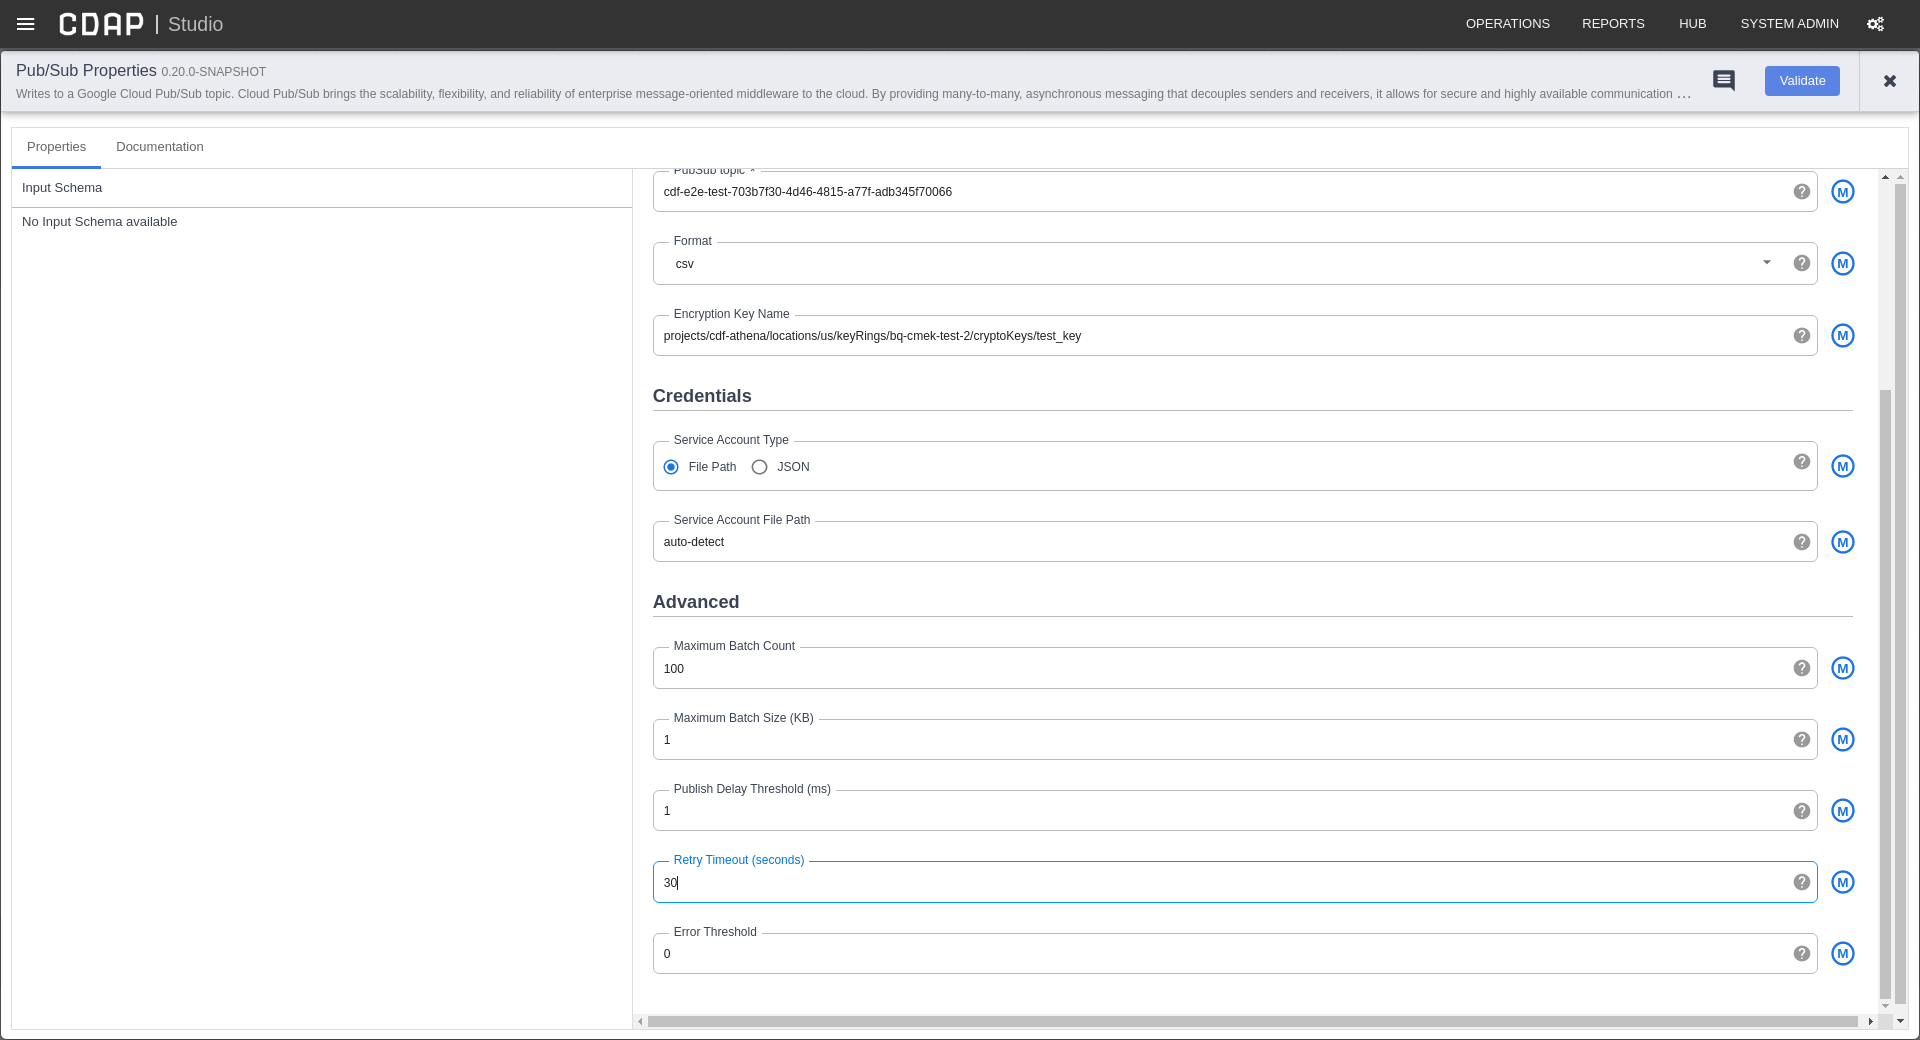 CDAP | Studio
OPERATIONS REPORTS HUB SYSTEM ADMIN
Pub/Sub Properties 0.20.0-SNAPSHOT
Writes to a Google Cloud Pub/Sub topic. Cloud Pub/Sub brings the scalability, flexibility, and reliability of enterprise message-oriented middleware to the cloud. By providing many-to-many, asynchronous messaging that decouples senders and receivers, it allows for secure and highly available communication ...
Validate
Properties Documentation
Input Schema
No Input Schema available
PubSub topic *
cdf-e2e-test-703b7f30-4d46-4815-a77f-adb345f70066
M
Format
csv
M
Encryption Key Name
projects/cdf-athena/locations/us/keyRings/bq-cmek-test-2/cryptoKeys/test_key
M
Credentials
Service Account Type
File Path JSON
M
Service Account File Path
auto-detect
M
Advanced
Maximum Batch Count
100
M
Maximum Batch Size (KB)
1
M
Publish Delay Threshold (ms)
1
M
Retry Timeout (seconds)
30
M
Error Threshold
0
M